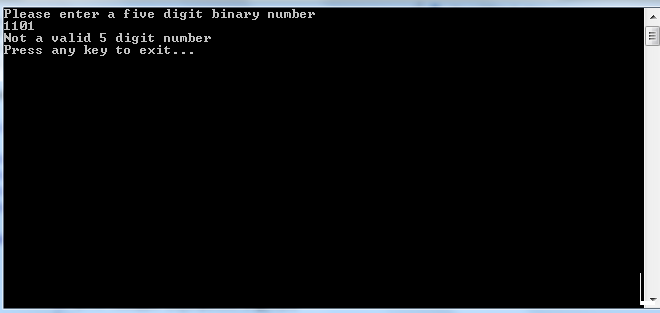 Please enter a five digit binary number
1101
Not a valid 5 digit number
Press any key to exit...